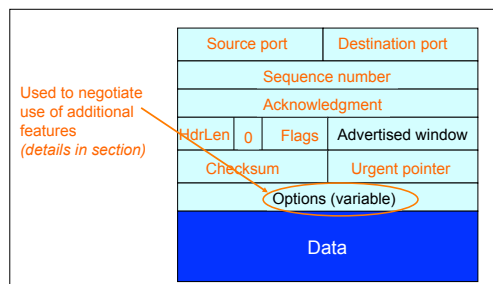 Source port Destination port
Sequence number
Acknowledgment
HdrLen 0 Flags Advertised window
Checksum Urgent pointer
Options (variable)
Data
Used to negotiate
use of additional
features
(details in section)